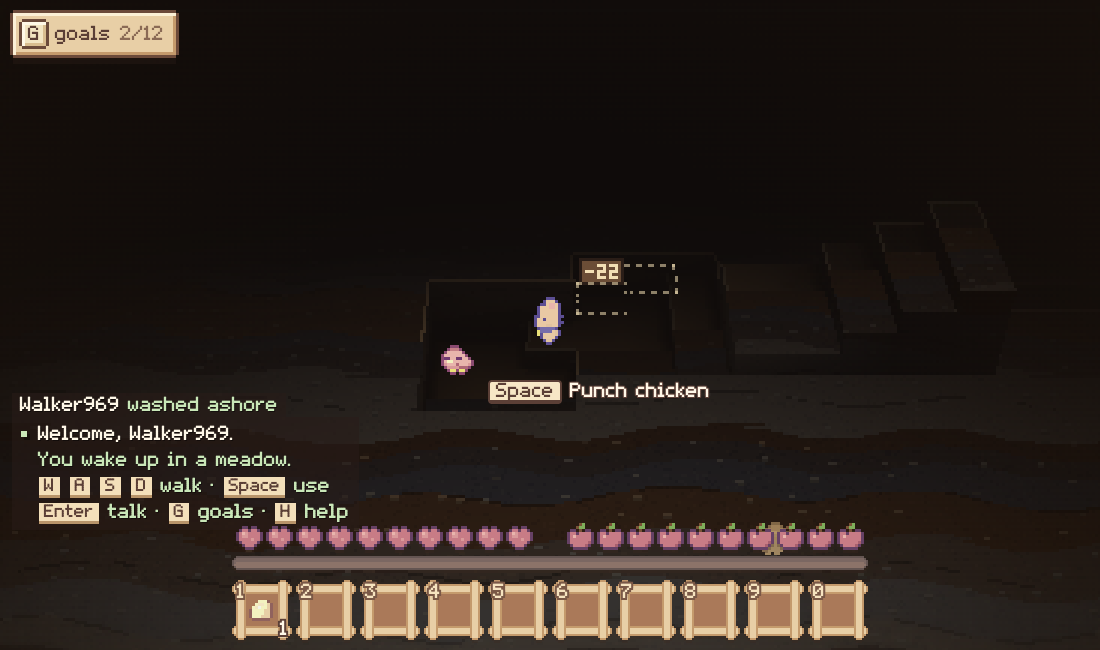 G goals 2/12
-22
Space Punch chicken
Walker969 washed ashore
Welcome, Walker969.
You wake up in a meadow.
W A S D walk · Space use
Enter talk · G goals · H help
1 2 3 4 5 6 7 8 9 0
1